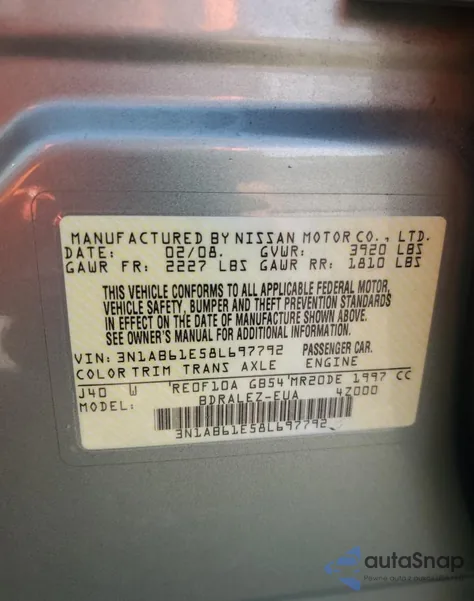 MANUFACTURED BY NISSAN MOTOR CO., LTD.
DATE: 02/08. GVWR: 3920 LBS
GAWR FR: 2227 LBS GAWR RR: 1810 LBS
THIS VEHICLE CONFORMS TO ALL APPLICABLE FEDERAL MOTOR
VEHICLE SAFETY, BUMPER AND THEFT PREVENTION STANDARDS
IN EFFECT ON THE DATE OF MANUFACTURE SHOWN ABOVE.
SEE OWNER'S MANUAL FOR ADDITIONAL INFORMATION.
VIN: 3N1AB61E58L697792 PASSENGER CAR.
COLOR TRIM TRANS AXLE ENGINE
J40 W 'RE0F10A GB54'MR20DE 1997 CC
MODEL: BDRALEZ-EUA 4Z000
3N1AB61E58L697792
autaSnap